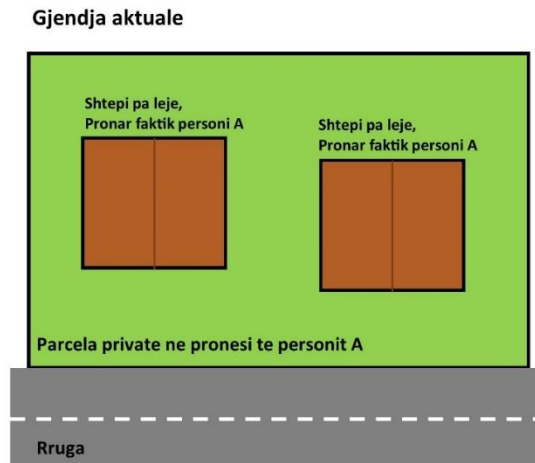 Gjendja aktuale
Shtepi pa leje,
Pronar faktik personi A
Shtepi pa leje,
Pronar faktik personi A
Parcela private ne pronesi te personit A
Rruga